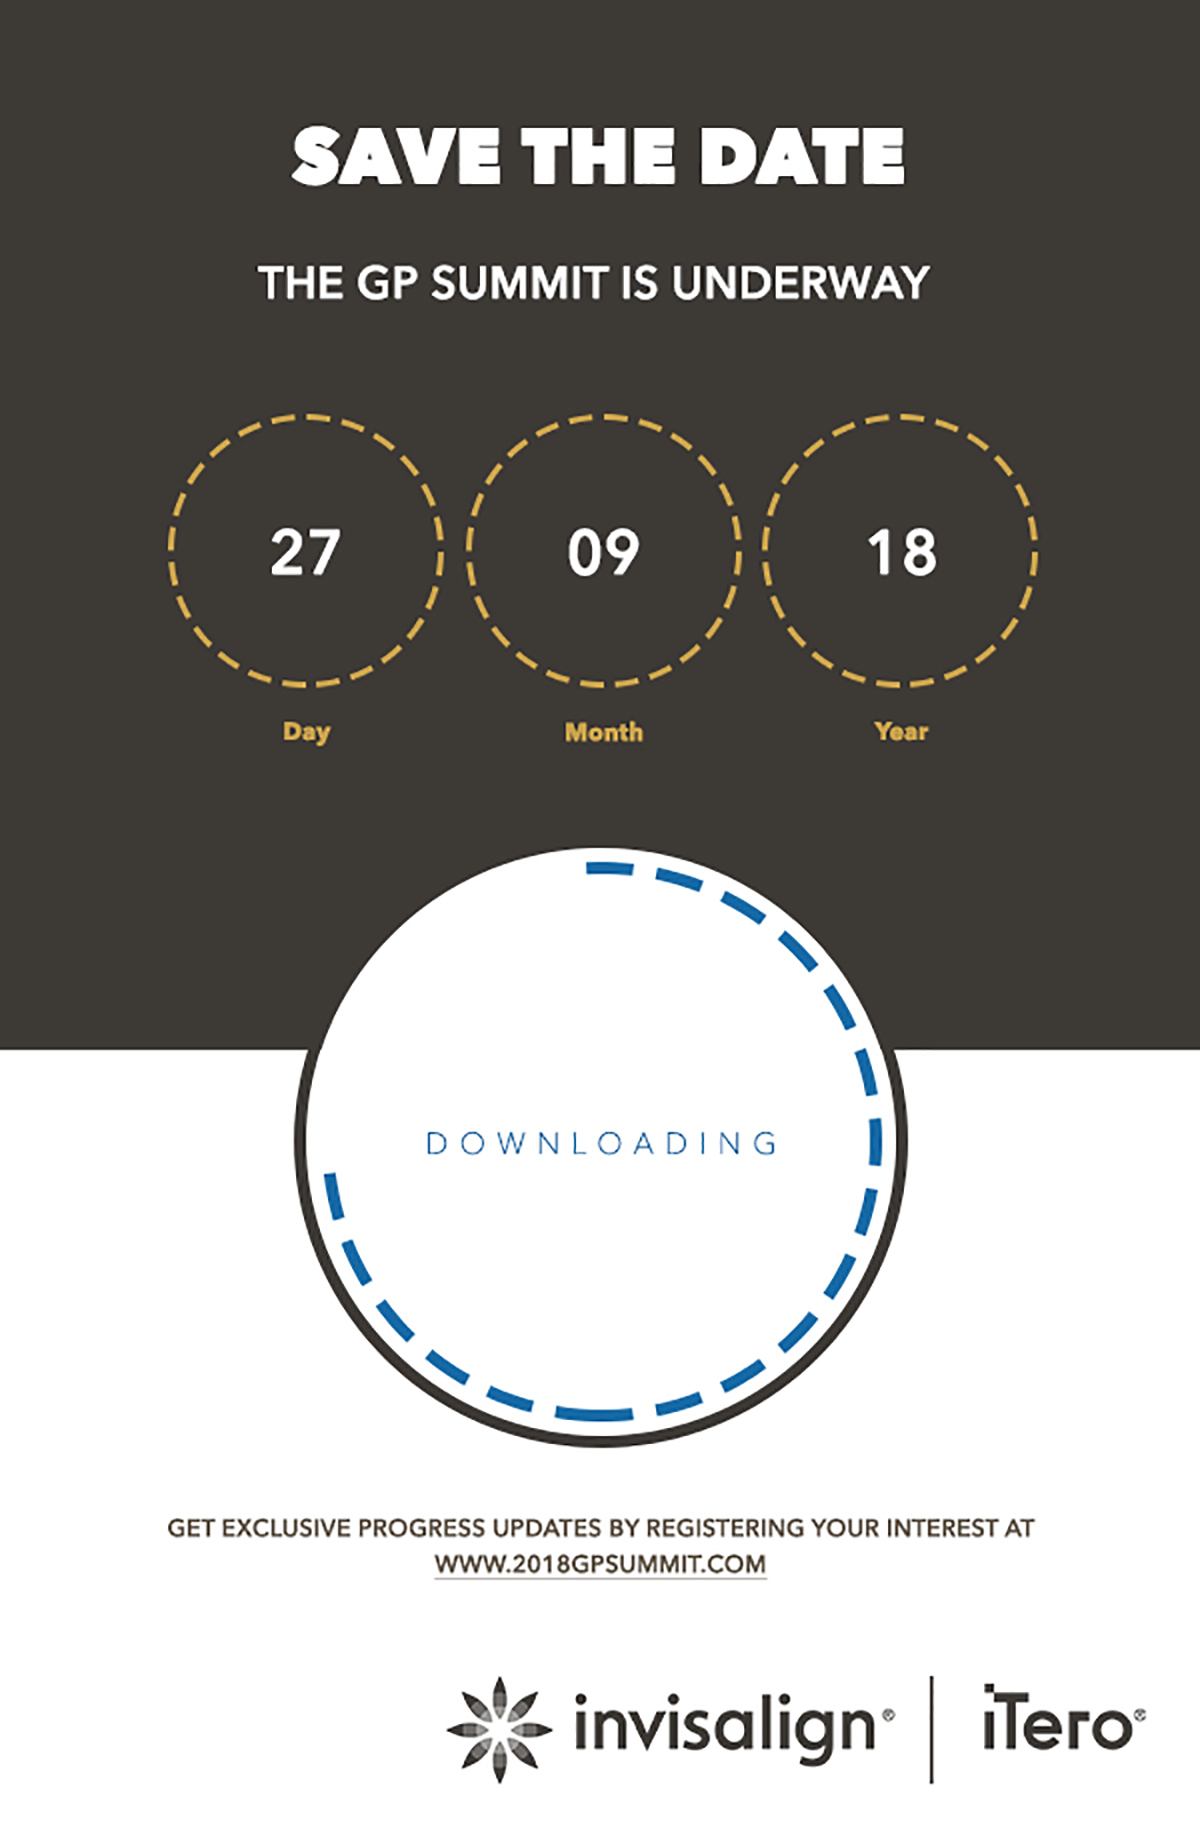 SAVE THE DATE
THE GP SUMMIT IS UNDERWAY
27 09 18
Day Month Year
DOWNLOADING
GET EXCLUSIVE PROGRESS UPDATES BY REGISTERING YOUR INTEREST AT
WWW.2018GPSUMMIT.COM
invisalign® | iTero®